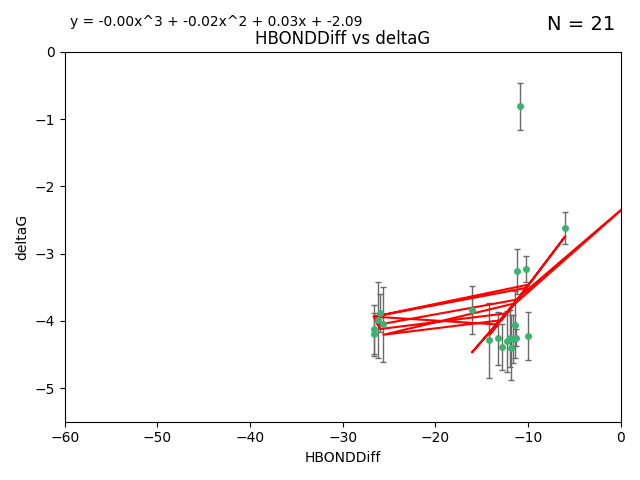 y = -0.00x^3 + -0.02x^2 + 0.03x + -2.09
N = 21
HBONDDiff vs deltaG
0
−1
−2
−3
−4
−5
deltaG
−60 −50 −40 −30 −20 −10 0
HBONDDiff